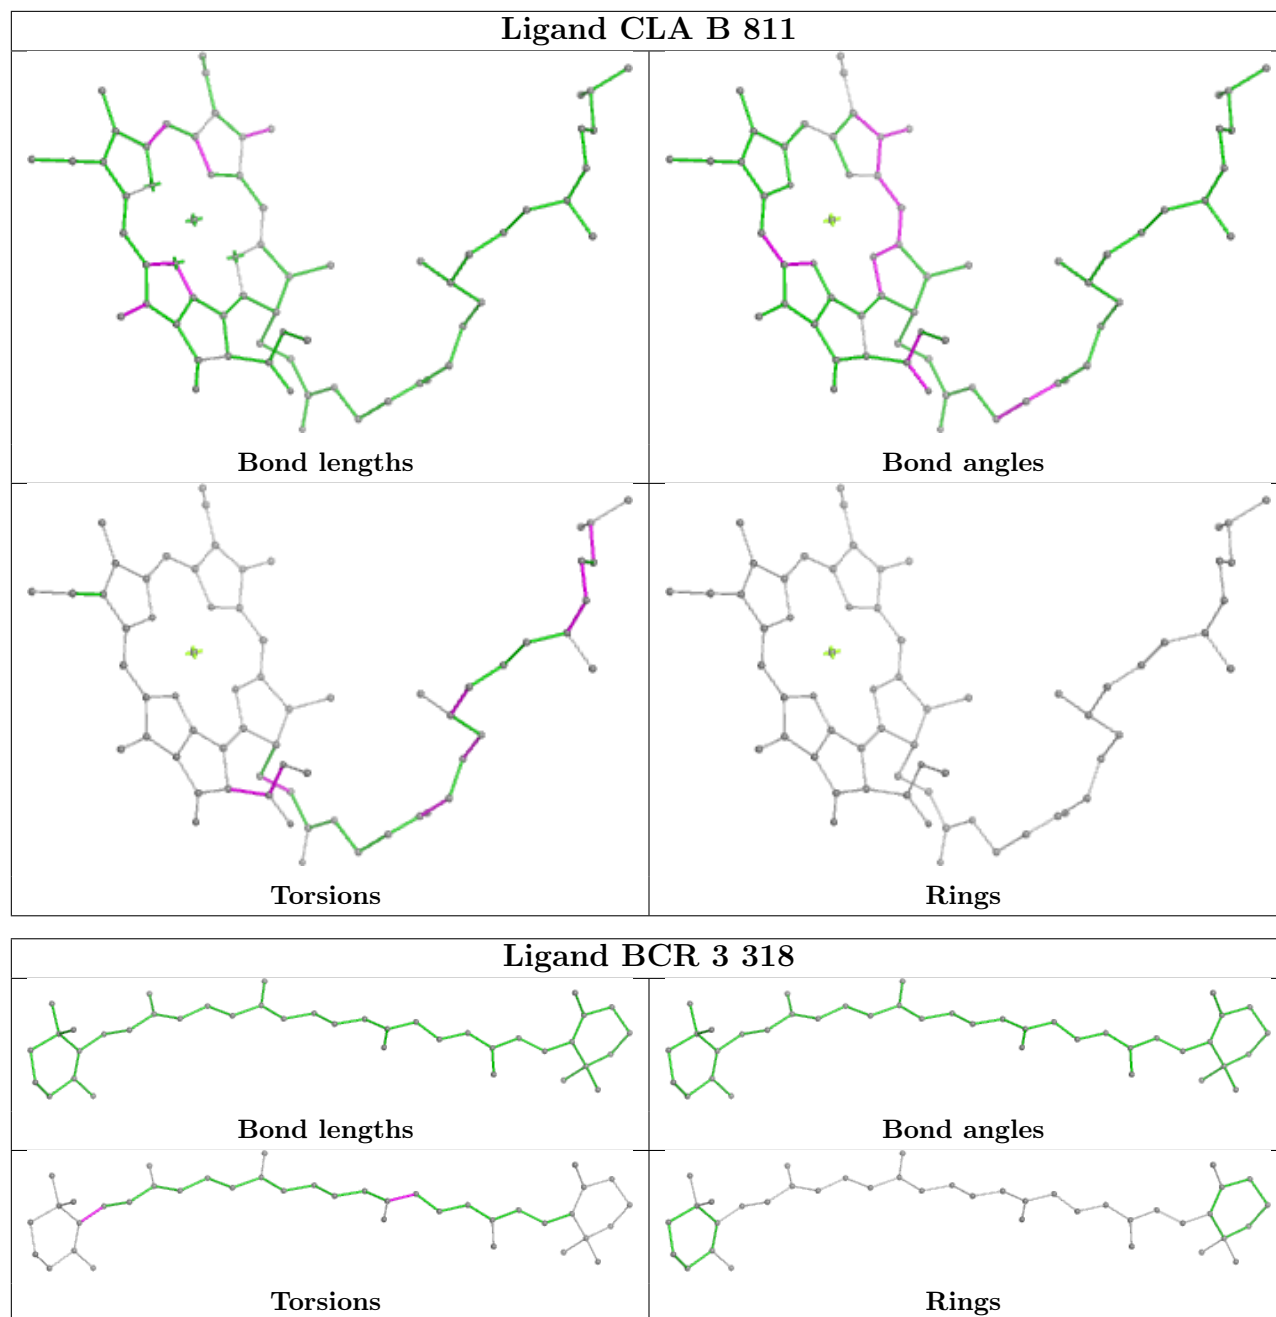 Ligand CLA B 811
Bond lengths
Bond angles
Torsions
Rings
Ligand BCR 3 318
Bond lengths
Bond angles
Torsions
Rings